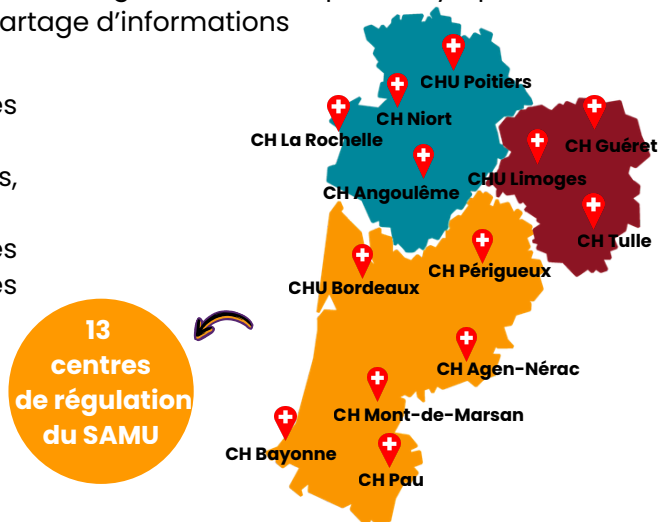 artage d'informations
es
s,
es
es
CHU Poitiers
CH Niort
CH La Rochelle
CH Guéret
CHU Limoges
CH Angoulême
CH Tulle
CH Périgueux
CHU Bordeaux
CH Agen-Nérac
CH Mont-de-Marsan
CH Bayonne
CH Pau
13
centres
de régulation
du SAMU